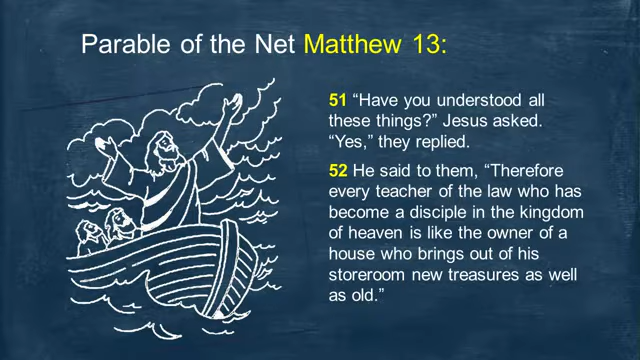 Parable of the Net Matthew 13:
51 “Have you understood all
these things?” Jesus asked.
“Yes,” they replied.
52 He said to them, “Therefore
every teacher of the law who has
become a disciple in the kingdom
of heaven is like the owner of a
house who brings out of his
storeroom new treasures as well
as old.”